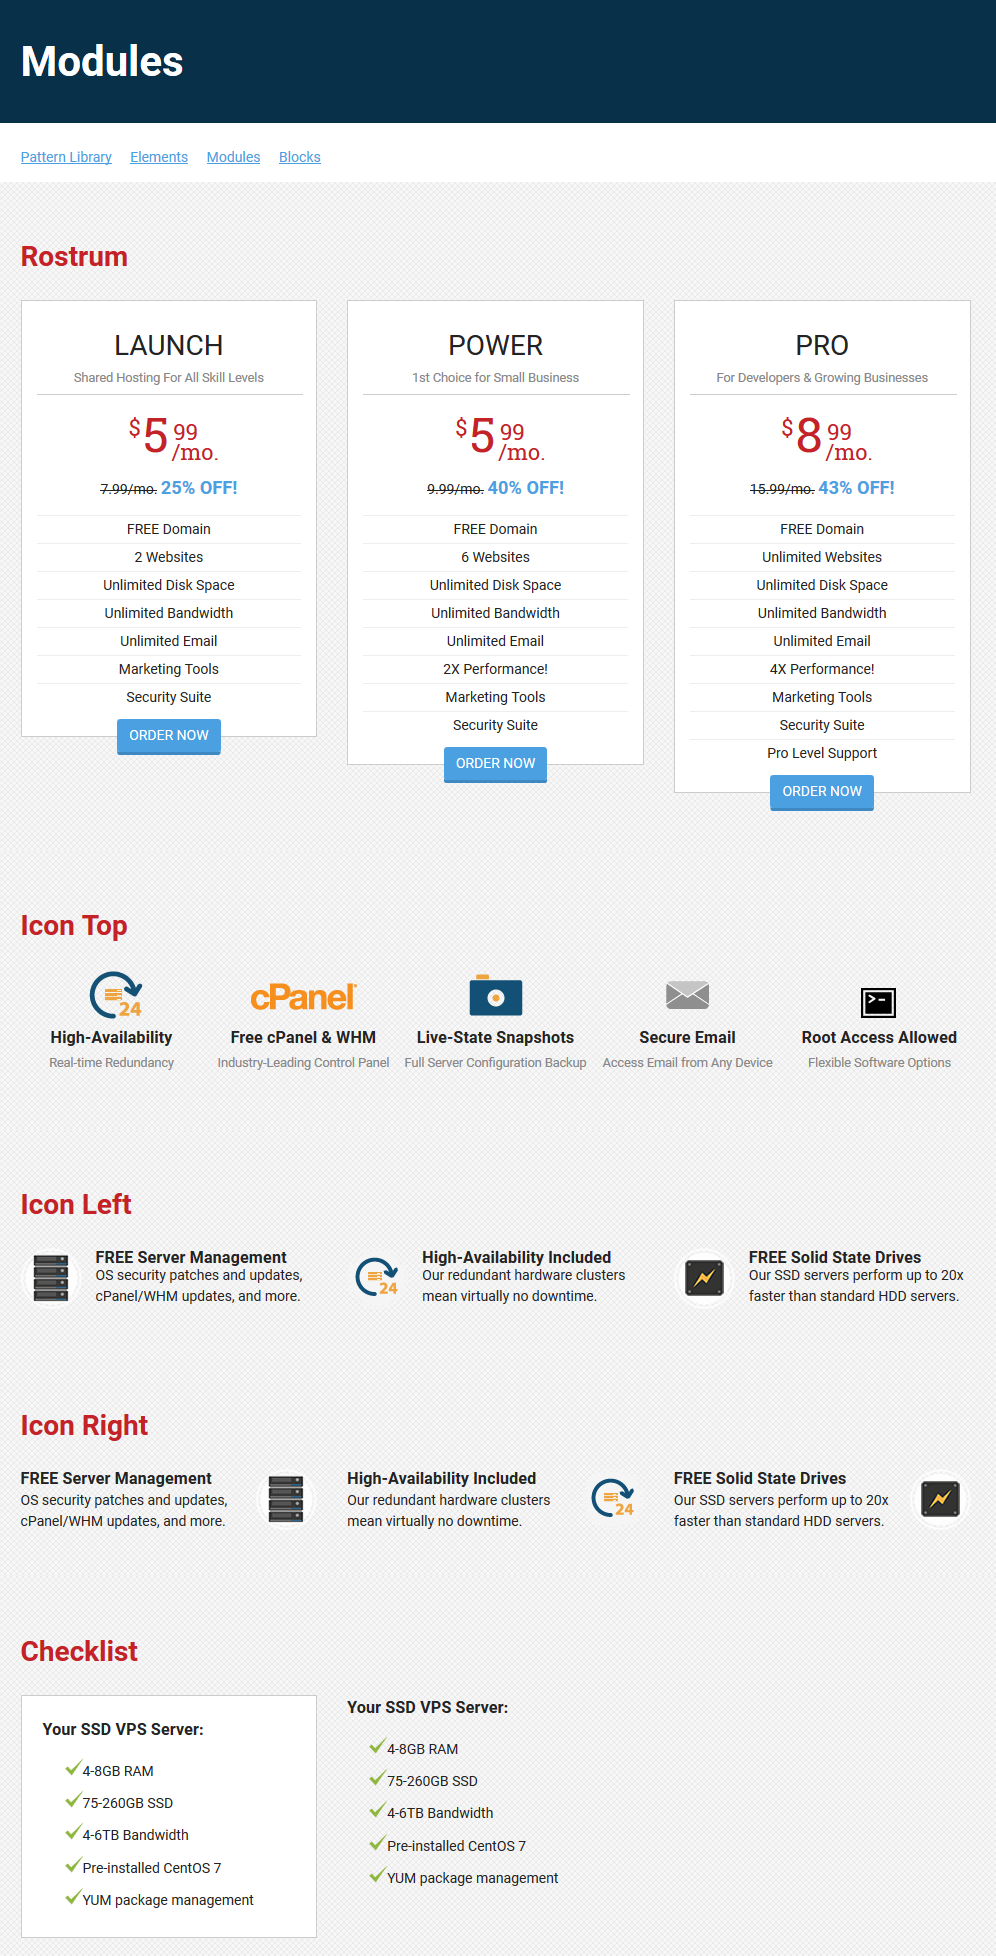 Modules
Pattern Library Elements Modules Blocks
Rostrum
LAUNCH
Shared Hosting For All Skill Levels
$5 99 /mo.
7.99/mo. 25% OFF!
FREE Domain
2 Websites
Unlimited Disk Space
Unlimited Bandwidth
Unlimited Email
Marketing Tools
Security Suite
ORDER NOW
POWER
1st Choice for Small Business
$5 99 /mo.
9.99/mo. 40% OFF!
FREE Domain
6 Websites
Unlimited Disk Space
Unlimited Bandwidth
Unlimited Email
2X Performance!
Marketing Tools
Security Suite
ORDER NOW
PRO
For Developers & Growing Businesses
$8 99 /mo.
15.99/mo. 43% OFF!
FREE Domain
Unlimited Websites
Unlimited Disk Space
Unlimited Bandwidth
Unlimited Email
4X Performance!
Marketing Tools
Security Suite
Pro Level Support
ORDER NOW
Icon Top
24
High-Availability
Real-time Redundancy
cPanel
Free cPanel & WHM
Industry-Leading Control Panel
Live-State Snapshots
Full Server Configuration Backup
Secure Email
Access Email from Any Device
Root Access Allowed
Flexible Software Options
Icon Left
FREE Server Management
OS security patches and updates,
cPanel/WHM updates, and more.
24
High-Availability Included
Our redundant hardware clusters
mean virtually no downtime.
FREE Solid State Drives
Our SSD servers perform up to 20x
faster than standard HDD servers.
Icon Right
FREE Server Management
OS security patches and updates,
cPanel/WHM updates, and more.
High-Availability Included
Our redundant hardware clusters
mean virtually no downtime.
24
FREE Solid State Drives
Our SSD servers perform up to 20x
faster than standard HDD servers.
Checklist
Your SSD VPS Server:
4-8GB RAM
75-260GB SSD
4-6TB Bandwidth
Pre-installed CentOS 7
YUM package management
Your SSD VPS Server:
4-8GB RAM
75-260GB SSD
4-6TB Bandwidth
Pre-installed CentOS 7
YUM package management